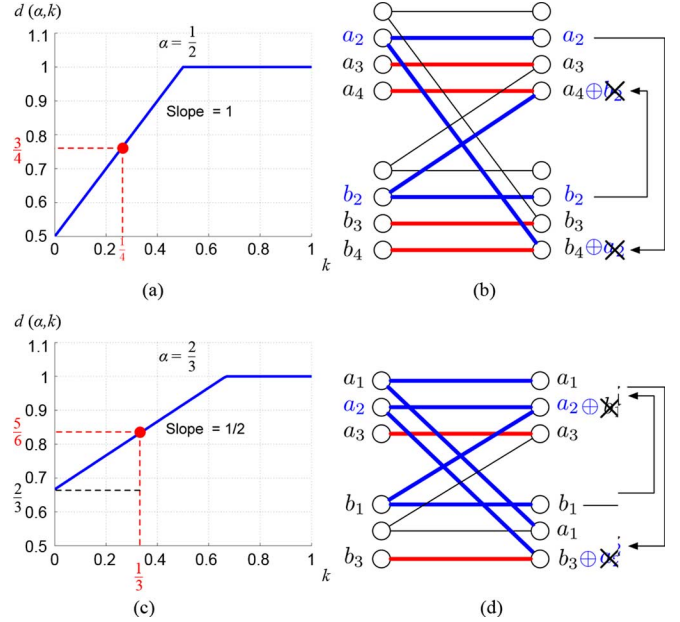 d (α,k)
1.1
1
0.9
0.8
3/4
0.7
0.6
0.5
0 0.2 0.4 0.6 0.8 1
1/4
k
α = 1/2
Slope = 1
(a)
a₂ a₂
a₃ a₃
a₄ a₄ ⊕ b₂
b₂ b₂
b₃ b₃
b₄ b₄ ⊕ a₂
(b)
d (α,k)
1.1
1
0.9
5/6
0.8
0.7
2/3
0.6
0.5
0 0.2 0.4 0.6 0.8 1
1/3
k
α = 2/3
Slope = 1/2
(c)
a₁ a₁
a₂ a₂ ⊕
a₃ a₃
b₁ b₁
a₁
b₃ b₃ ⊕
(d)